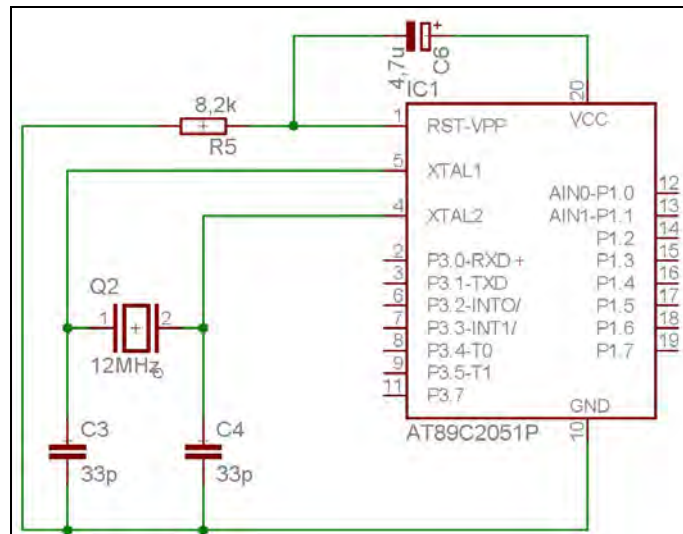 4,7u
+
C6
IC1
8,2k
R5
20
1
RST-VPP
VCC
5
XTAL1
4
XTAL2
AIN0-P1.0
12
AIN1-P1.1
13
P1.2
14
2
P3.0-RXD +
P1.3
15
3
P3.1-TXD
P1.4
16
6
P3.2-INTO/
P1.5
17
7
P3.3-INT1/
P1.6
18
8
P3.4-T0
P1.7
19
9
P3.5-T1
11
P3.7
GND
10
AT89C2051P
Q2
1
2
12MHz
C3
33p
C4
33p